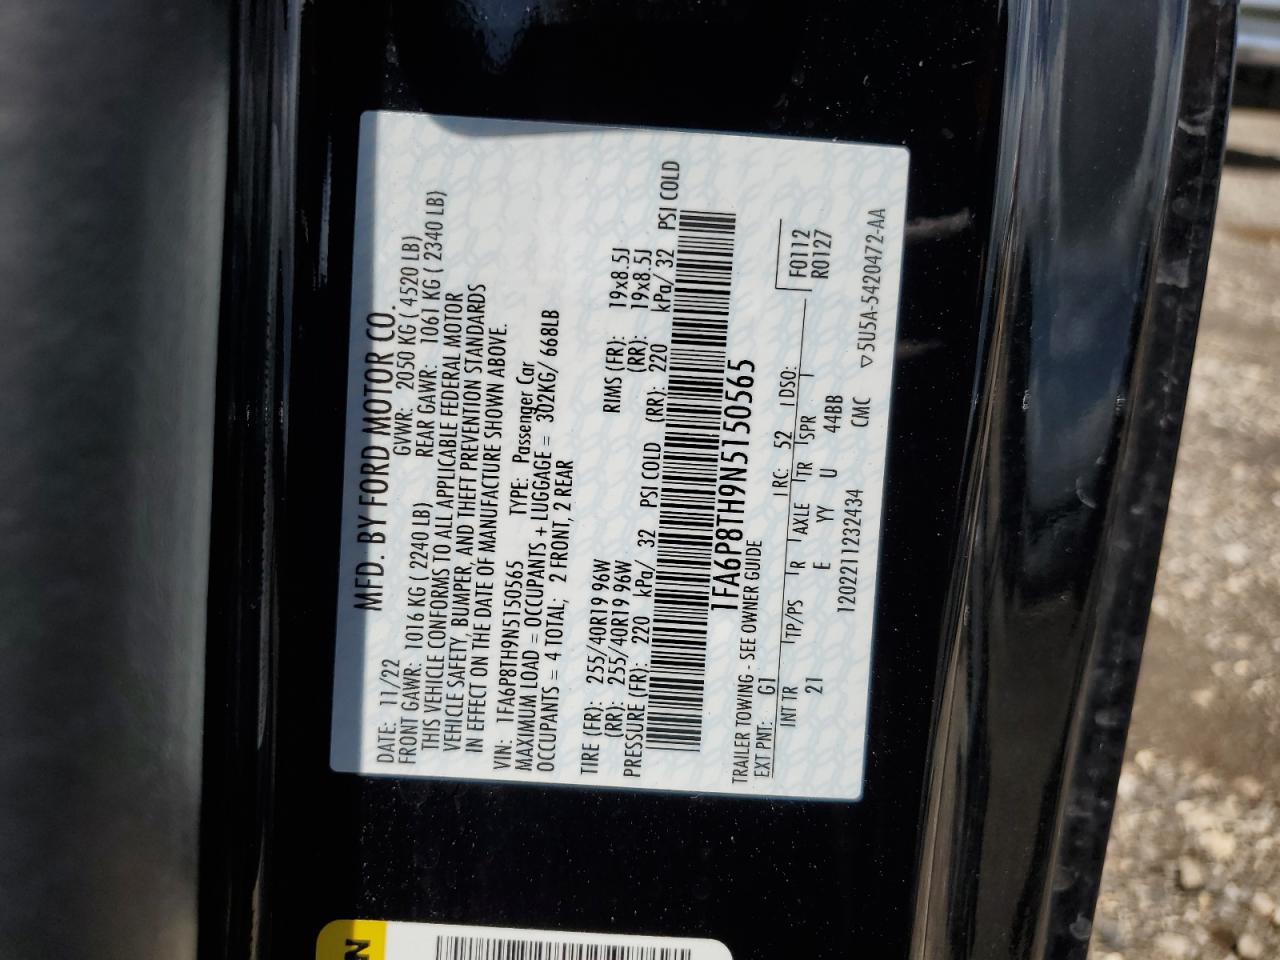 MFD. BY FORD MOTOR CO.
DATE: 11/22 GVWR: 2050 KG ( 4520 LB)
FRONT GAWR: 1016 KG ( 2240 LB) REAR GAWR: 1061 KG ( 2340 LB)
THIS VEHICLE CONFORMS TO ALL APPLICABLE FEDERAL MOTOR
VEHICLE SAFETY, BUMPER, AND THEFT PREVENTION STANDARDS
IN EFFECT ON THE DATE OF MANUFACTURE SHOWN ABOVE.
VIN: 1FA6P8TH9N5150565 TYPE: Passenger Car
MAXIMUM LOAD = OCCUPANTS + LUGGAGE = 302KG/ 668LB
OCCUPANTS = 4 TOTAL, 2 FRONT, 2 REAR
TIRE (FR): 255/40R19 96W RIMS (FR): 19x8.5J
(RR): 255/40R19 96W (RR): 19x8.5J
PRESSURE (FR): 220 kPa/ 32 PSI COLD (RR): 220 kPa/ 32 PSI COLD
1FA6P8TH9N5150565
TRAILER TOWING - SEE OWNER GUIDE
EXT PNT: G1 RC: 52 DSO: F0112
INT TR TP/PS R AXLE TR SPR R0127
21 E YY U 44BB
1202211232434 CMC ▽5U5A-5420472-AA